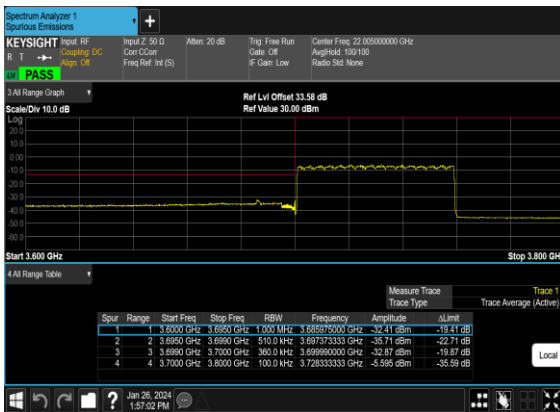 Spectrum Analyzer 1
Spurious Emissions
+
KEYSIGHT Input: RF Input Z: 50 Ω Atten: 20 dB Trig: Free Run Center Freq: 22.005000000 GHz
R T Coupling: DC Corr CCorr Gate: Off Avg|Hold: 100/100
Align: Off Freq Ref: Int (S) IF Gain: Low Radio Std: None
PASS
3 All Range Graph Ref Lvl Offset 33.58 dB
Scale/Div 10.0 dB Ref Value 30.00 dBm
Log
20.0
10.0
0.00
-10.0
-20.0
-30.0
-40.0
-50.0
-60.0
Start 3.600 GHz Stop 3.800 GH
4 All Range Table
Measure Trace Trace 1
Trace Type Trace Average (Active)
Spur Range Start Freq Stop Freq RBW Frequency Amplitude ΔLimit
1 1 3.6000 GHz 3.6950 GHz 1.000 MHz 3.685975000 GHz -32.41 dBm -19.41 dB
2 2 3.6950 GHz 3.6990 GHz 510.0 kHz 3.697373333 GHz -35.71 dBm -22.71 dB
3 3 3.6990 GHz 3.7000 GHz 360.0 kHz 3.699990000 GHz -32.87 dBm -19.87 dB
4 4 3.7000 GHz 3.8000 GHz 100.0 kHz 3.728333333 GHz -5.595 dBm -35.59 dB
Local
Jan 26, 2024
1:57:02 PM